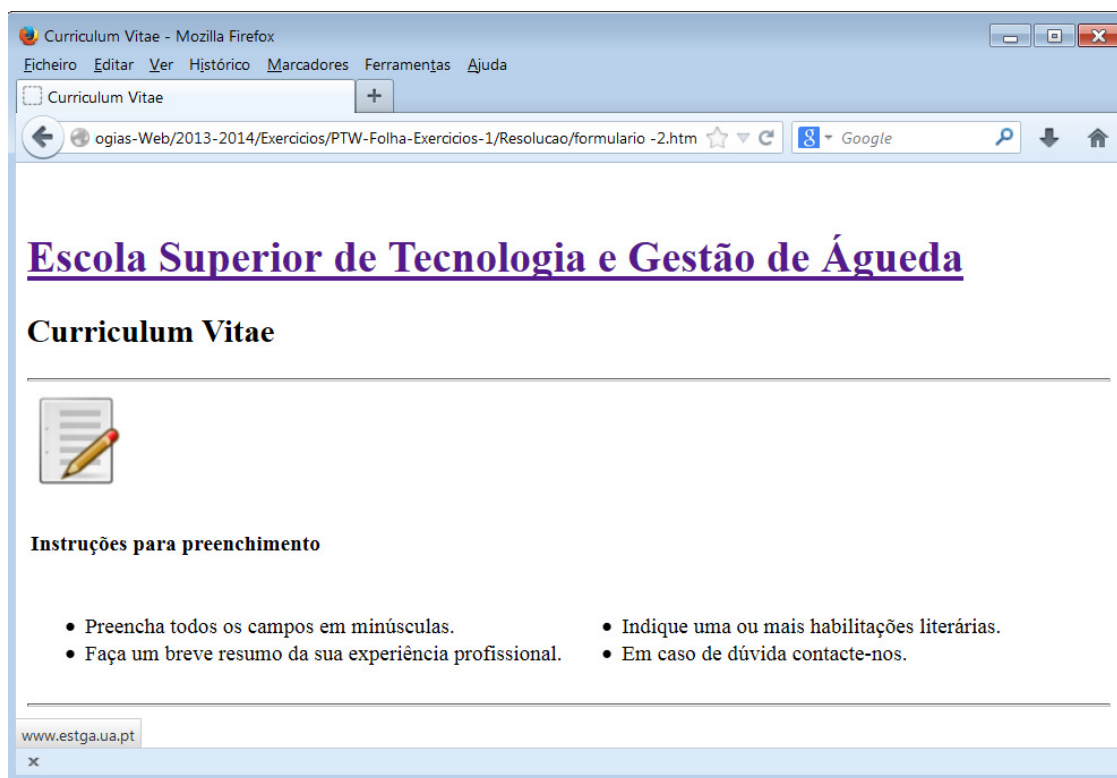 Curriculum Vitae - Mozilla Firefox
Ficheiro Editar Ver Histórico Marcadores Ferramentas Ajuda
Curriculum Vitae
ogias-Web/2013-2014/Exercicios/PTW-Folha-Exercicios-1/Resolucao/formulario -2.htm
8 Google
Escola Superior de Tecnologia e Gestão de Águeda
Curriculum Vitae
Instruções para preenchimento
• Preencha todos os campos em minúsculas. • Indique uma ou mais habilitações literárias.
• Faça um breve resumo da sua experiência profissional. • Em caso de dúvida contacte-nos.
www.estga.ua.pt